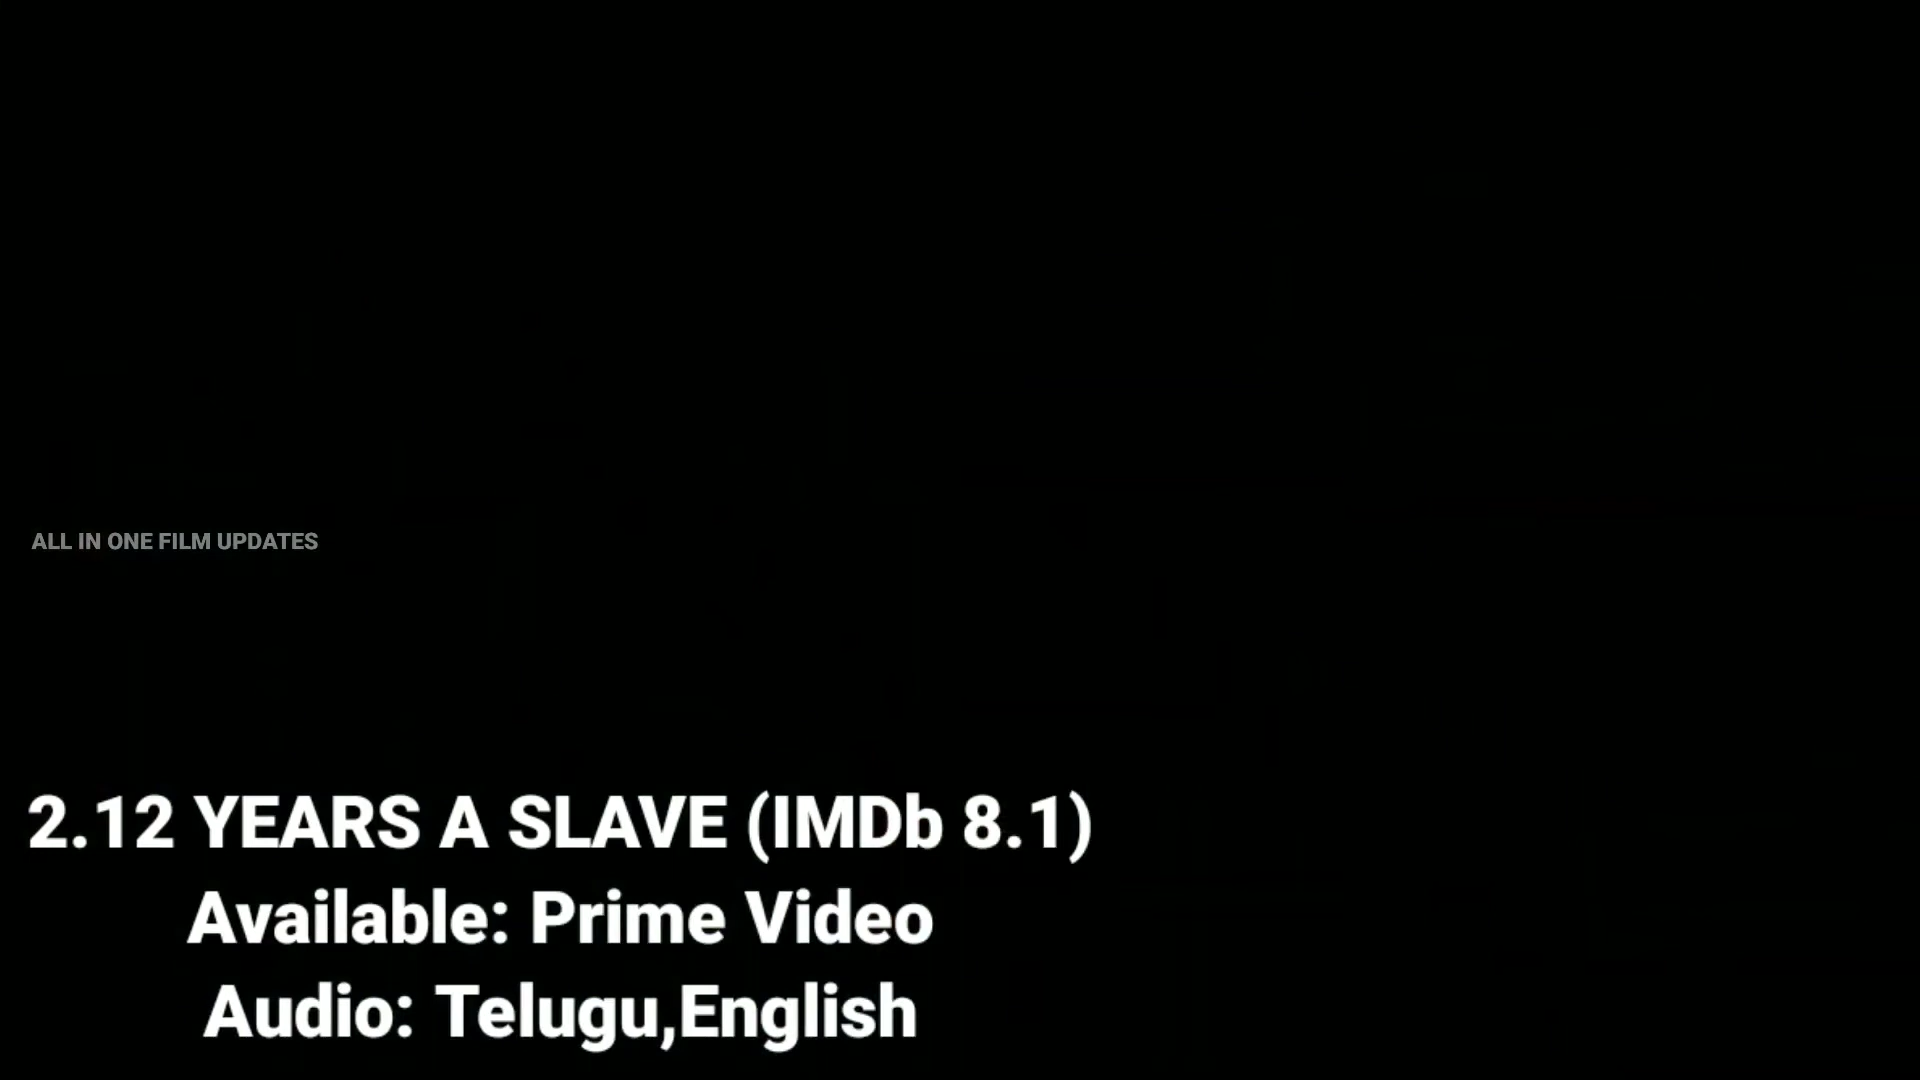 ALL IN ONE FILM UPDATES
2.12 YEARS A SLAVE (IMDb 8.1)
Available: Prime Video
Audio: Telugu,English